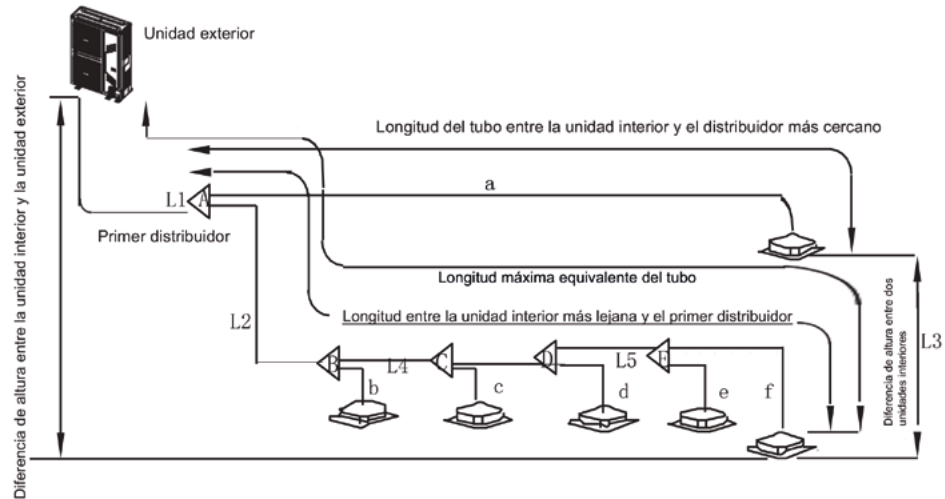 Unidad exterior
Diferencia de altura entre la unidad interior y la unidad exterior
Longitud del tubo entre la unidad interior y el distribuidor más cercano
a
L1
A
Primer distribuidor
Longitud máxima equivalente del tubo
L2
Longitud entre la unidad interior más lejana y el primer distribuidor
Diferencia de altura entre dos
unidades interiores
L3
B
L4
C
D
L5
E
b
c
d
e
f